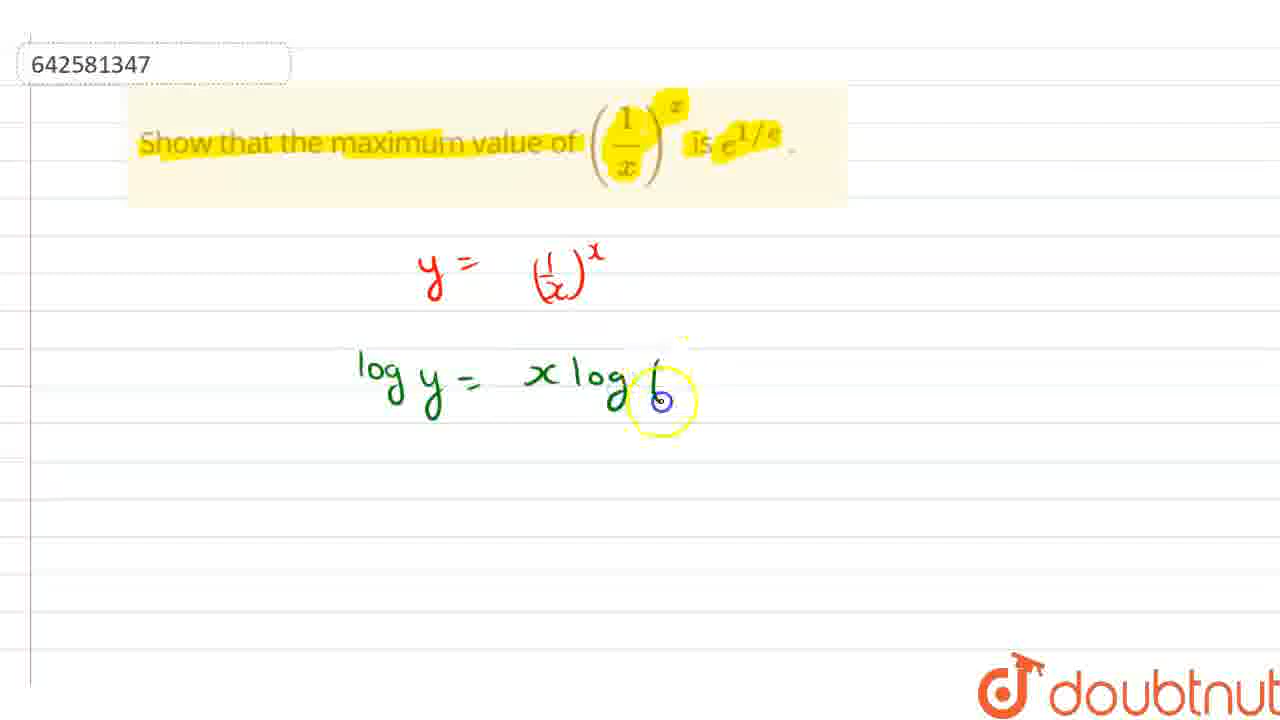 642581347
Show that the maximum value of (1/x)^x is e^{1/e} .
y = (1/x)^x
log y = x log (
doubtnut